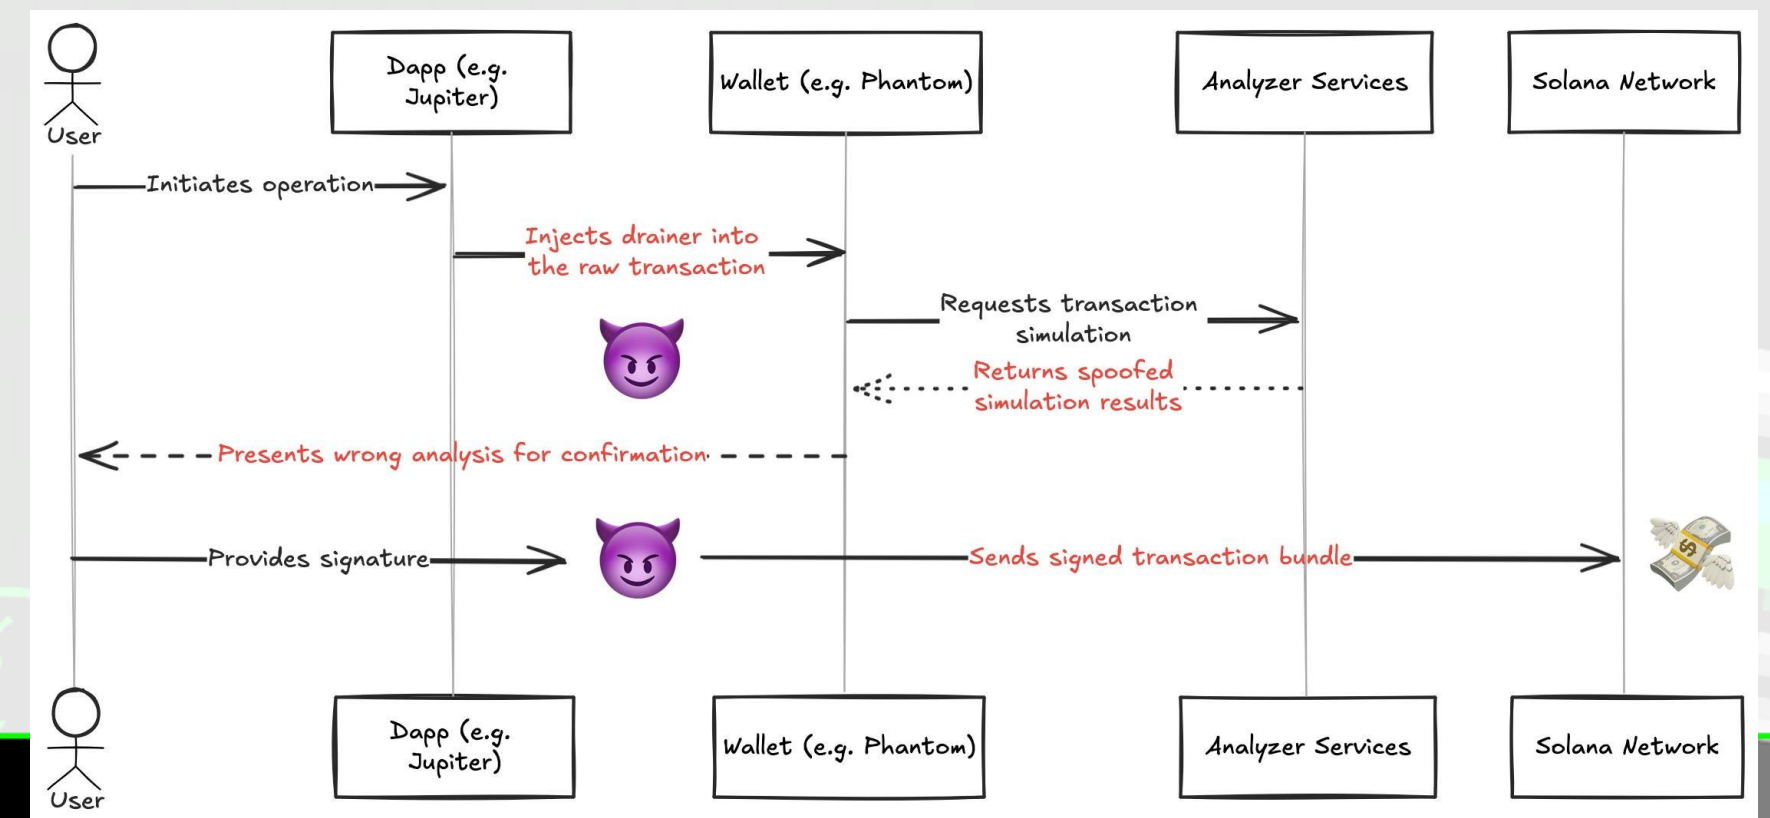 User
Dapp (e.g.
Jupiter)
Wallet (e.g. Phantom)
Analyzer Services
Solana Network
Initiates operation
Injects drainer into
the raw transaction
Requests transaction
simulation
Returns spoofed
simulation results
Presents wrong analysis for confirmation
Provides signature
Sends signed transaction bundle
User
Dapp (e.g.
Jupiter)
Wallet (e.g. Phantom)
Analyzer Services
Solana Network